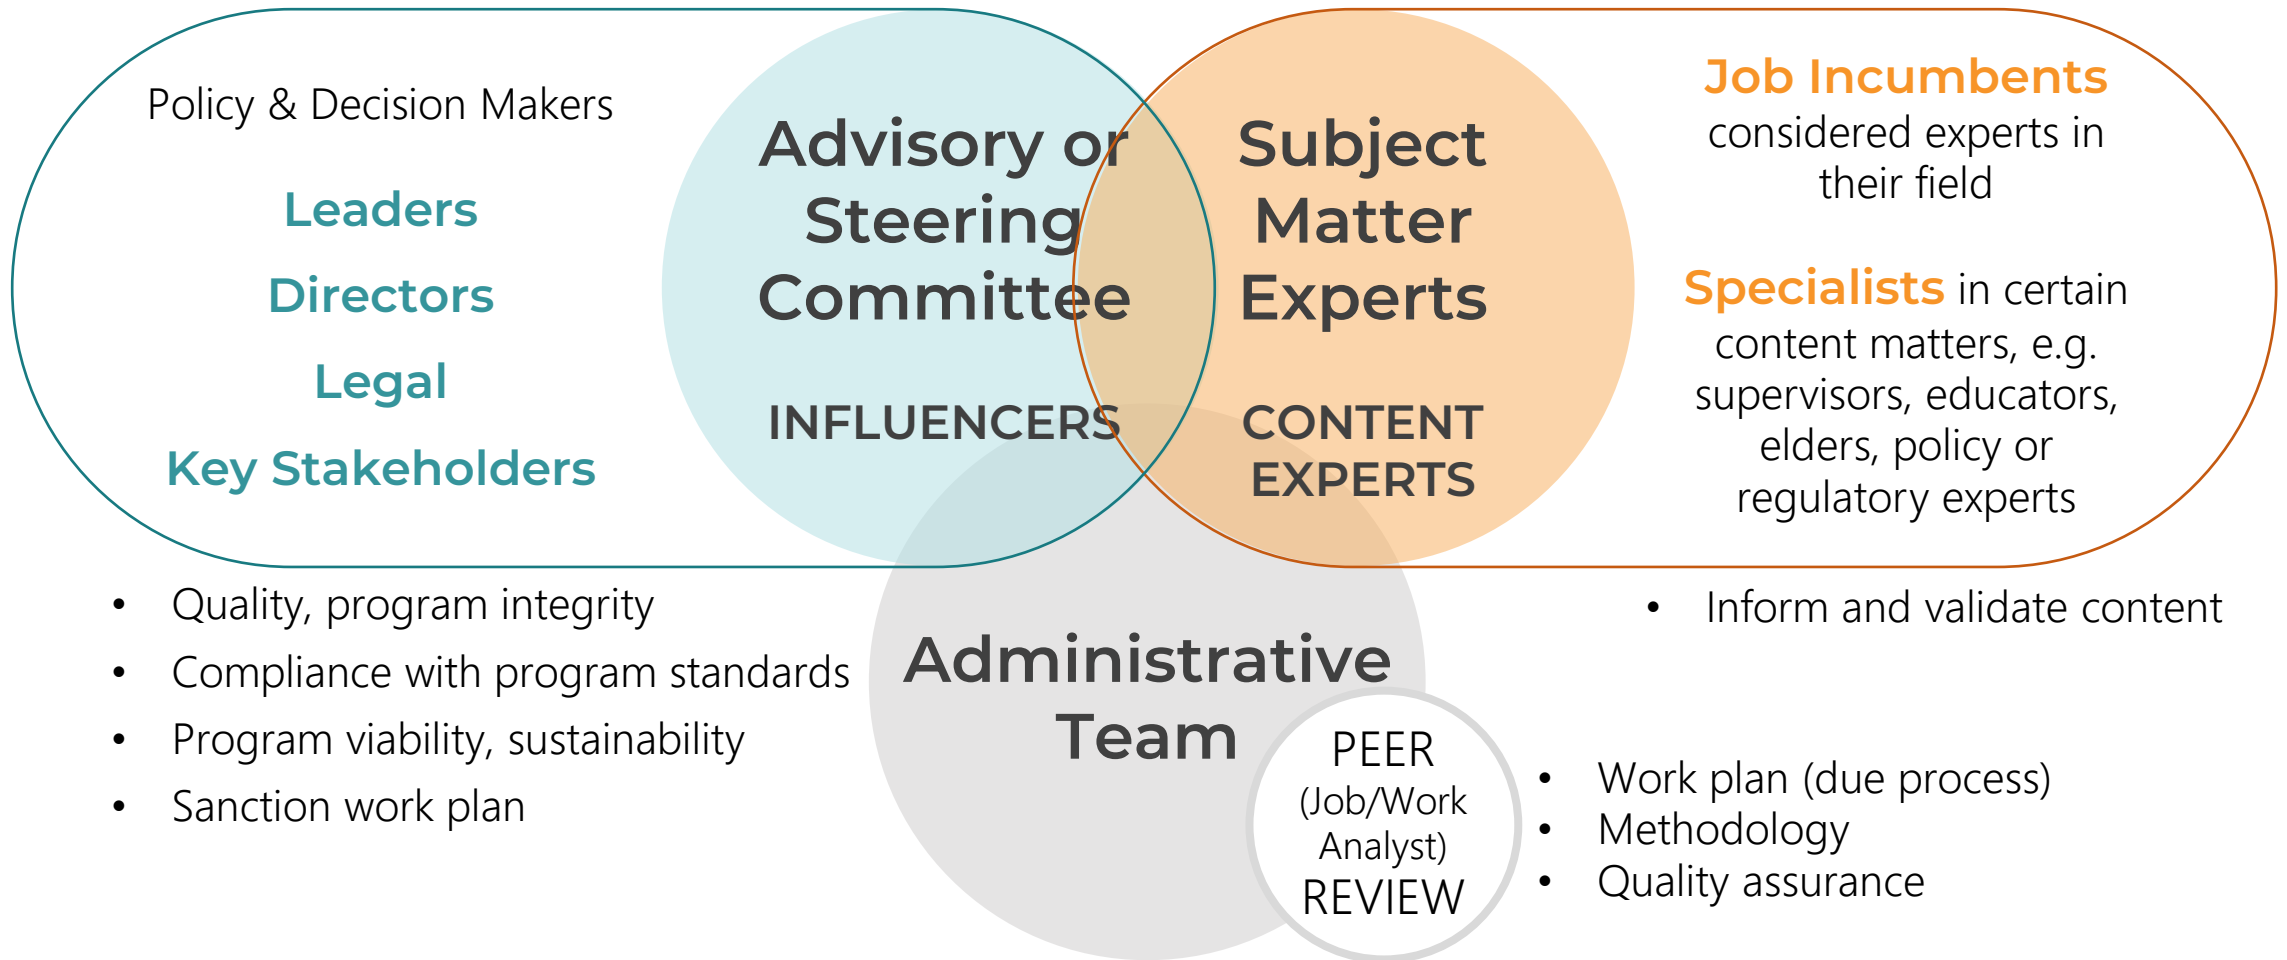 Policy & Decision Makers
Leaders
Directors
Legal
Key Stakeholders
Advisory or
Steering
Committee
INFLUENCERS
Subject
Matter
Experts
CONTENT
EXPERTS
Job Incumbents
considered experts in
their field
Specialists in certain
content matters, e.g.
supervisors, educators,
elders, policy or
regulatory experts
• Quality, program integrity
• Compliance with program standards
• Program viability, sustainability
• Sanction work plan
Administrative
Team
PEER
(Job/Work
Analyst)
REVIEW
• Inform and validate content
• Work plan (due process)
• Methodology
• Quality assurance